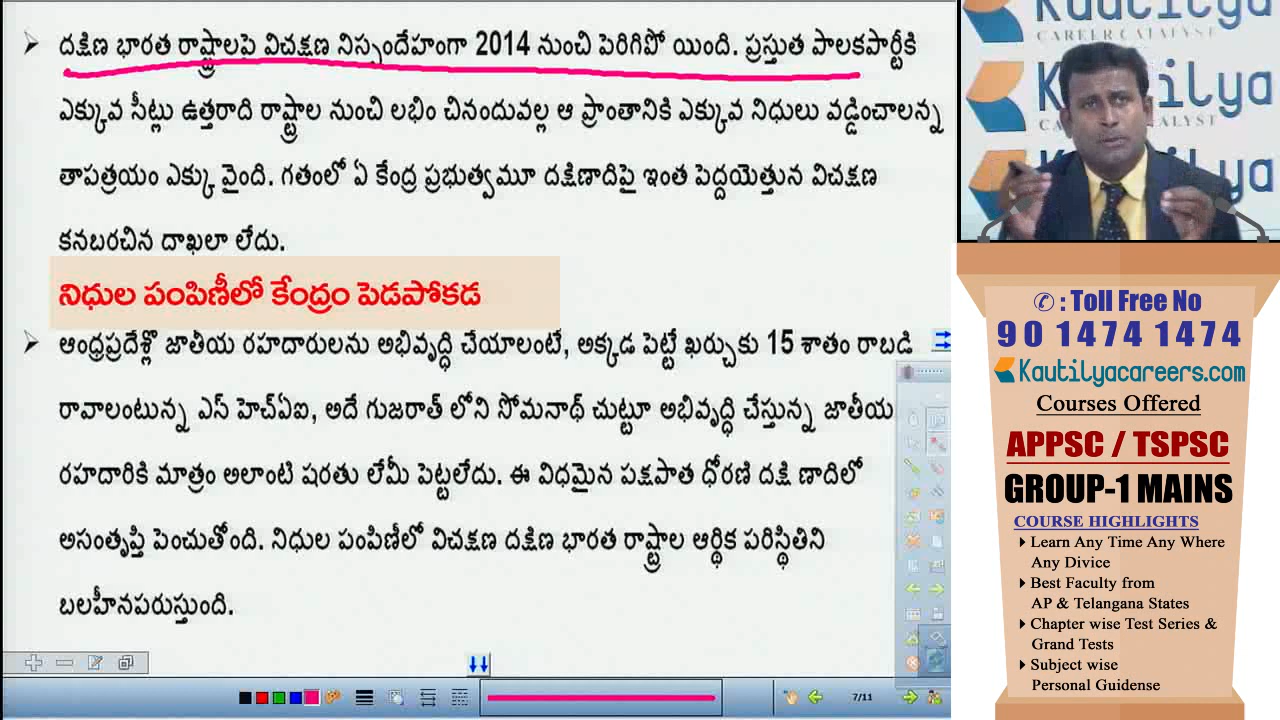 దక్షిణ భారత రాష్ట్రాలపై విచక్షణ నిస్సందేహంగా 2014 నుంచి పెరిగిపో యింది. ప్రస్తుత పాలకపార్టీకి
ఎక్కువ సీట్లు ఉత్తరాది రాష్ట్రాల నుంచి లభిం చినందువల్ల ఆ ప్రాంతానికి ఎక్కువ నిధులు వడ్డించాలన్న
తాపత్రయం ఎక్కు వైంది. గతంలో ఏ కేంద్ర ప్రభుత్వమూ దక్షిణాదిపై ఇంత పెద్దయెత్తున విచక్షణ
కనబరచిన దాఖలా లేదు.
నిధుల పంపిణీలో కేంద్రం పెడపోకడ
ఆంధ్రప్రదేశ్లొ జాతీయ రహదారులను అభివృద్ధి చేయాలంటే, అక్కడ పెట్టే ఖర్చుకు 15 శాతం రాబడి
రావాలంటున్న ఎస్ హెచ్ఏఐ, అదే గుజరాత్ లోని సోమనాథ్ చుట్టూ అభివృద్ధి చేస్తున్న జాతీయ
రహదారికి మాత్రం అలాంటి షరతు లేమీ పెట్టలేదు. ఈ విధమైన పక్షపాత ధోరణి దక్షి ణాదిలో
అసంతృప్తి పెంచుతోంది. నిధుల పంపిణీలో విచక్షణ దక్షిణ భారత రాష్ట్రాల ఆర్థిక పరిస్థితిని
బలహీనపరుస్తుంది.
7/11
Kautilya
CAREER CATALYST
: Toll Free No
90 1474 1474
Kautilyacareers.com
Courses Offered
APPSC / TSPSC
GROUP-1 MAINS
COURSE HIGHLIGHTS
Learn Any Time Any Where
Any Divice
Best Faculty from
AP & Telangana States
Chapter wise Test Series &
Grand Tests
Subject wise
Personal Guidense